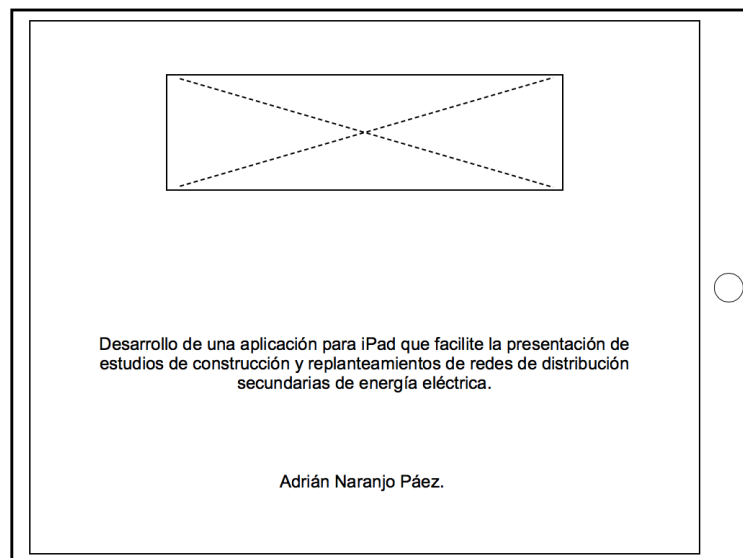 Desarrollo de una aplicación para iPad que facilite la presentación de
estudios de construcción y replanteamientos de redes de distribución
secundarias de energía eléctrica.
Adrián Naranjo Páez.